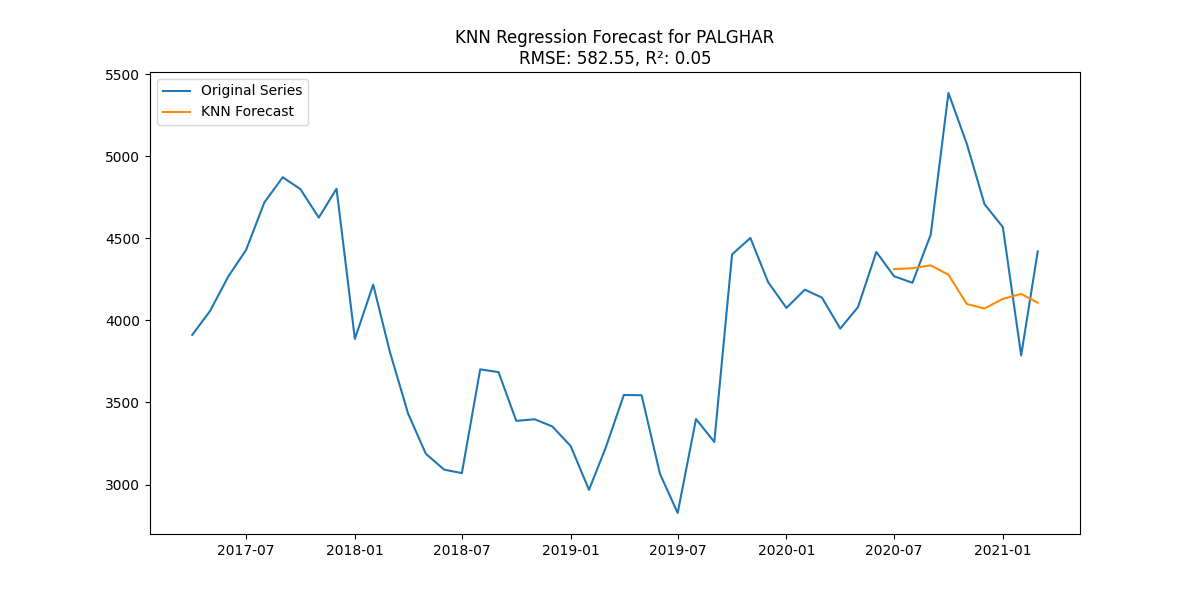 KNN Regression Forecast for PALGHAR
RMSE: 582.55, R²: 0.05
Original Series
KNN Forecast
5500
5000
4500
4000
3500
3000
2017-07 2018-01 2018-07 2019-01 2019-07 2020-01 2020-07 2021-01